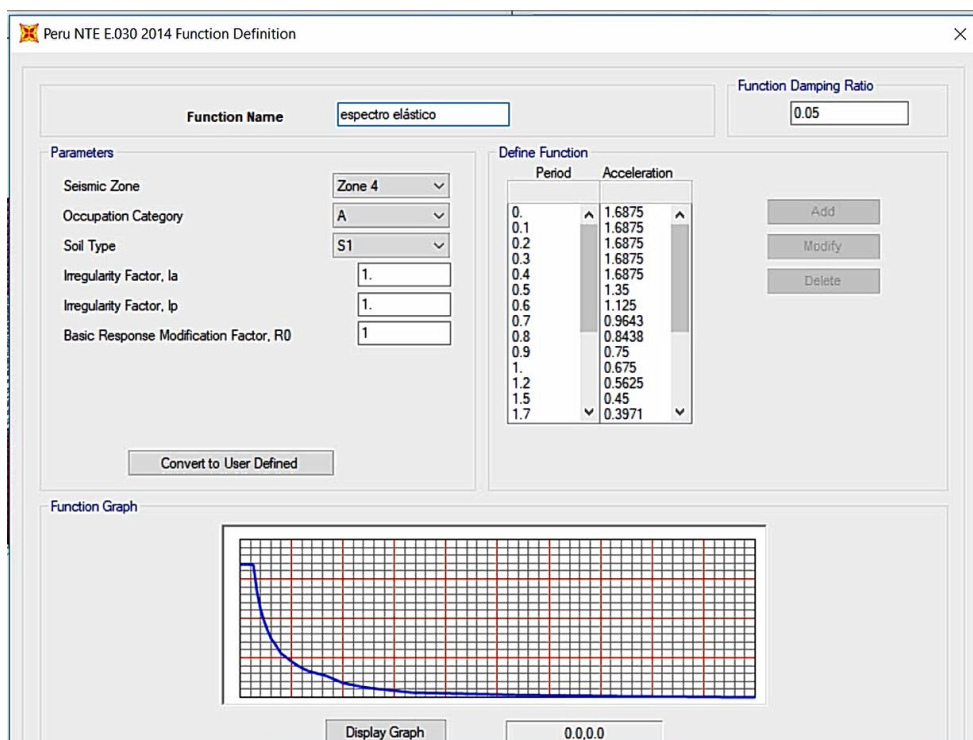 Peru NTE E.030 2014 Function Definition
Function Name
espectro elástico
Function Damping Ratio
0.05
Parameters
Seismic Zone Zone 4
Occupation Category A
Soil Type S1
Irregularity Factor, Ia 1.
Irregularity Factor, Ip 1.
Basic Response Modification Factor, R0 1
Convert to User Defined
Define Function
Period Acceleration
0. 1.6875
0.1 1.6875
0.2 1.6875
0.3 1.6875
0.4 1.6875
0.5 1.35
0.6 1.125
0.7 0.9643
0.8 0.8438
0.9 0.75
1. 0.675
1.2 0.5625
1.5 0.45
1.7 0.3971
Add
Modify
Delete
Function Graph
Display Graph
0.0,0.0